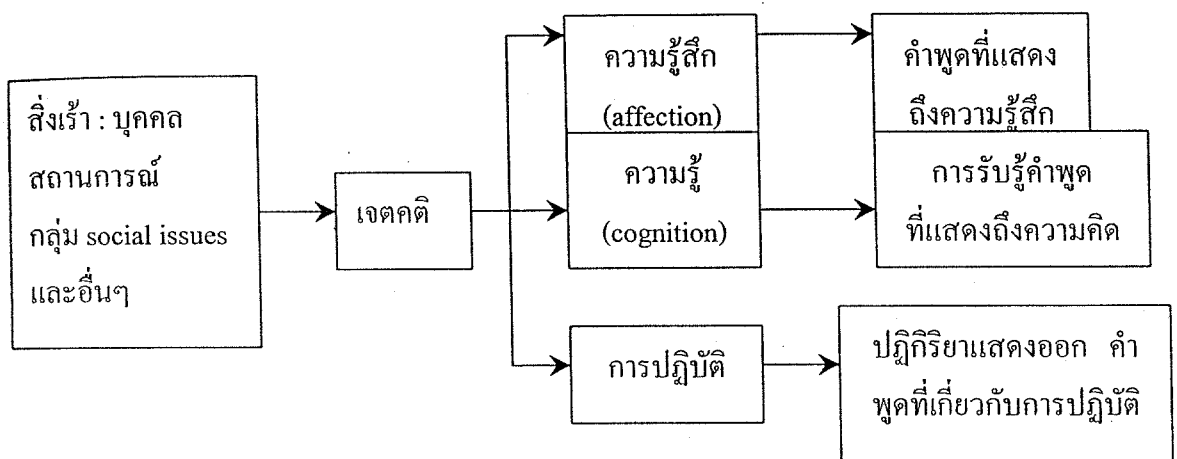 สิ่งเร้า : บุคคล
สถานการณ์
กลุ่ม social issues
และอื่นๆ
เจตคติ
ความรู้สึก
(affection)
ความรู้
(cognition)
การปฏิบัติ
คำพูดที่แสดง
ถึงความรู้สึก
การรับรู้คำพูด
ที่แสดงถึงความคิด
ปฏิกิริยาแสดงออก คำ
พูดที่เกี่ยวกับการปฏิบัติ